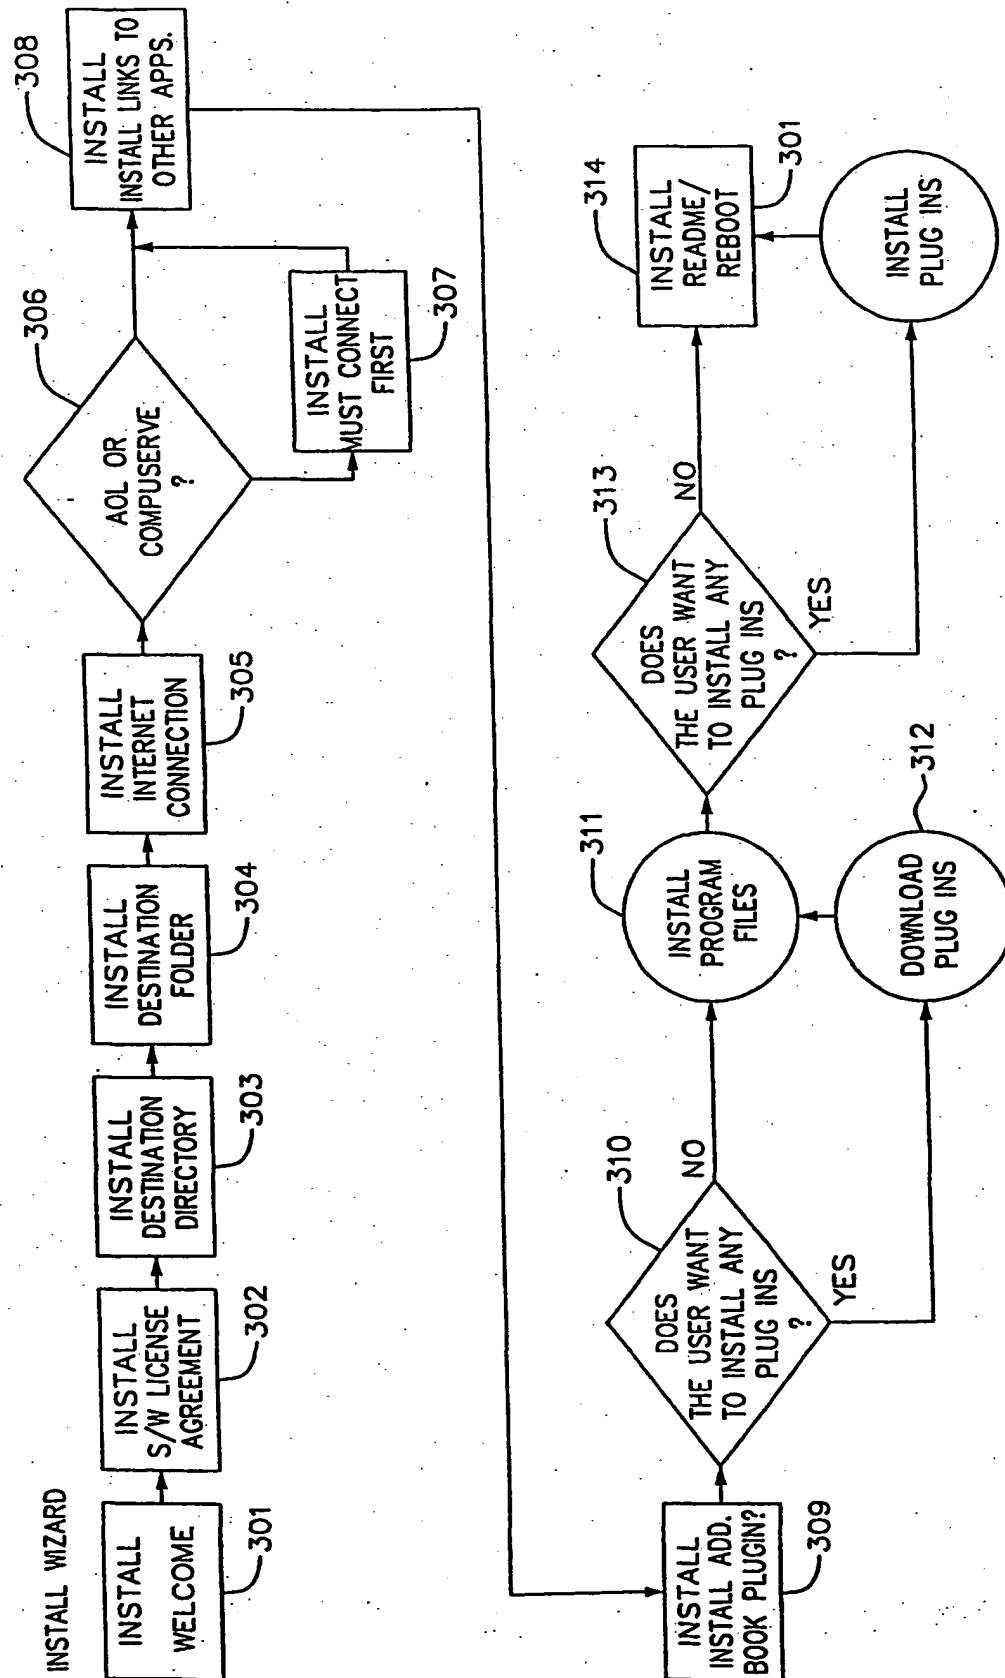 INSTALL WIZARD
INSTALL
WELCOME
301
INSTALL
S/W LICENSE
AGREEMENT
302
INSTALL
DESTINATION
DIRECTORY
303
INSTALL
DESTINATION
FOLDER
304
INSTALL
INTERNET
CONNECTION
305
AOL OR
COMPUSERVE
?
306
INSTALL
MUST CONNECT
FIRST
307
INSTALL
INSTALL LINKS TO
OTHER APPS.
308
INSTALL
INSTALL ADD.
BOOK PLUGIN?
309
DOES
THE USER WANT
TO INSTALL ANY
PLUG INS
?
310
NO
YES
INSTALL
PROGRAM
FILES
311
DOWNLOAD
PLUG INS
312
DOES
THE USER WANT
TO INSTALL ANY
PLUG INS
?
313
NO
YES
INSTALL
README/
REBOOT
314
301
INSTALL
PLUG INS